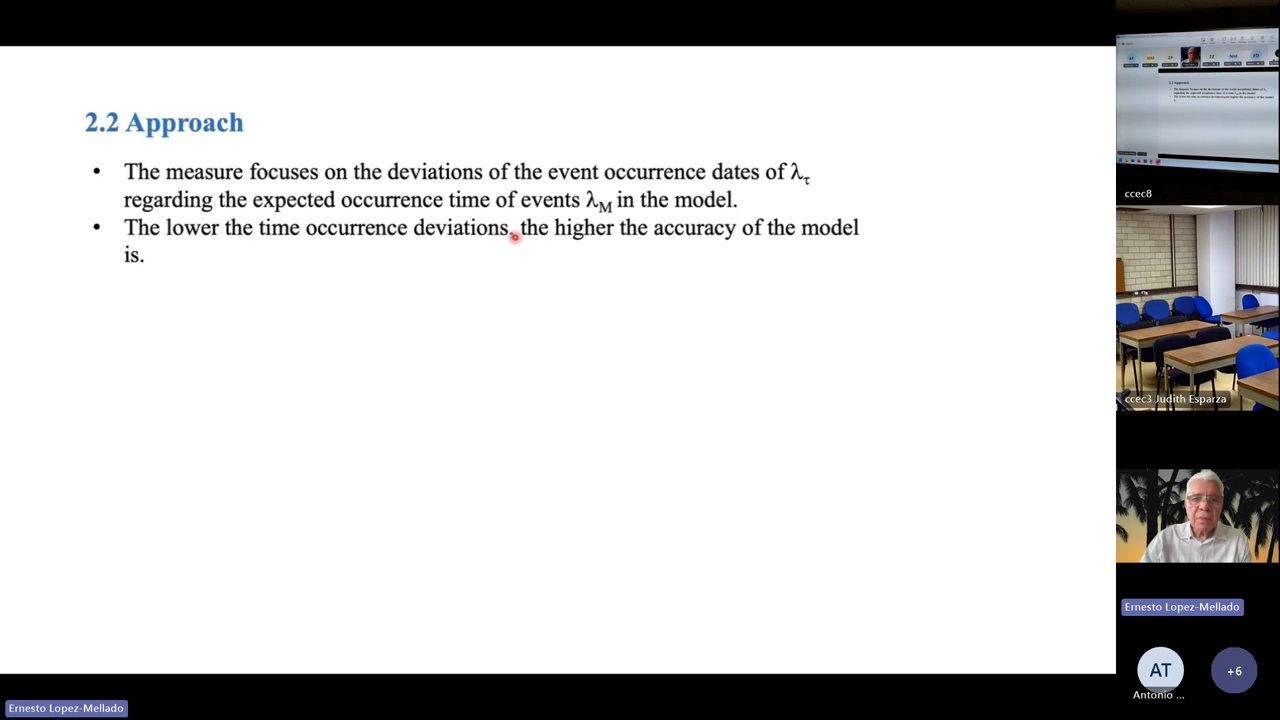 2.2 Approach
• The measure focuses on the deviations of the event occurrence dates of λτ
regarding the expected occurrence time of events λM in the model.
• The lower the time occurrence deviations, the higher the accuracy of the model
is.
Ernesto Lopez-Mellado
ccec8
ccec3 Judith Esparza
Ernesto Lopez-Mellado
AT
Antonio ...
+6